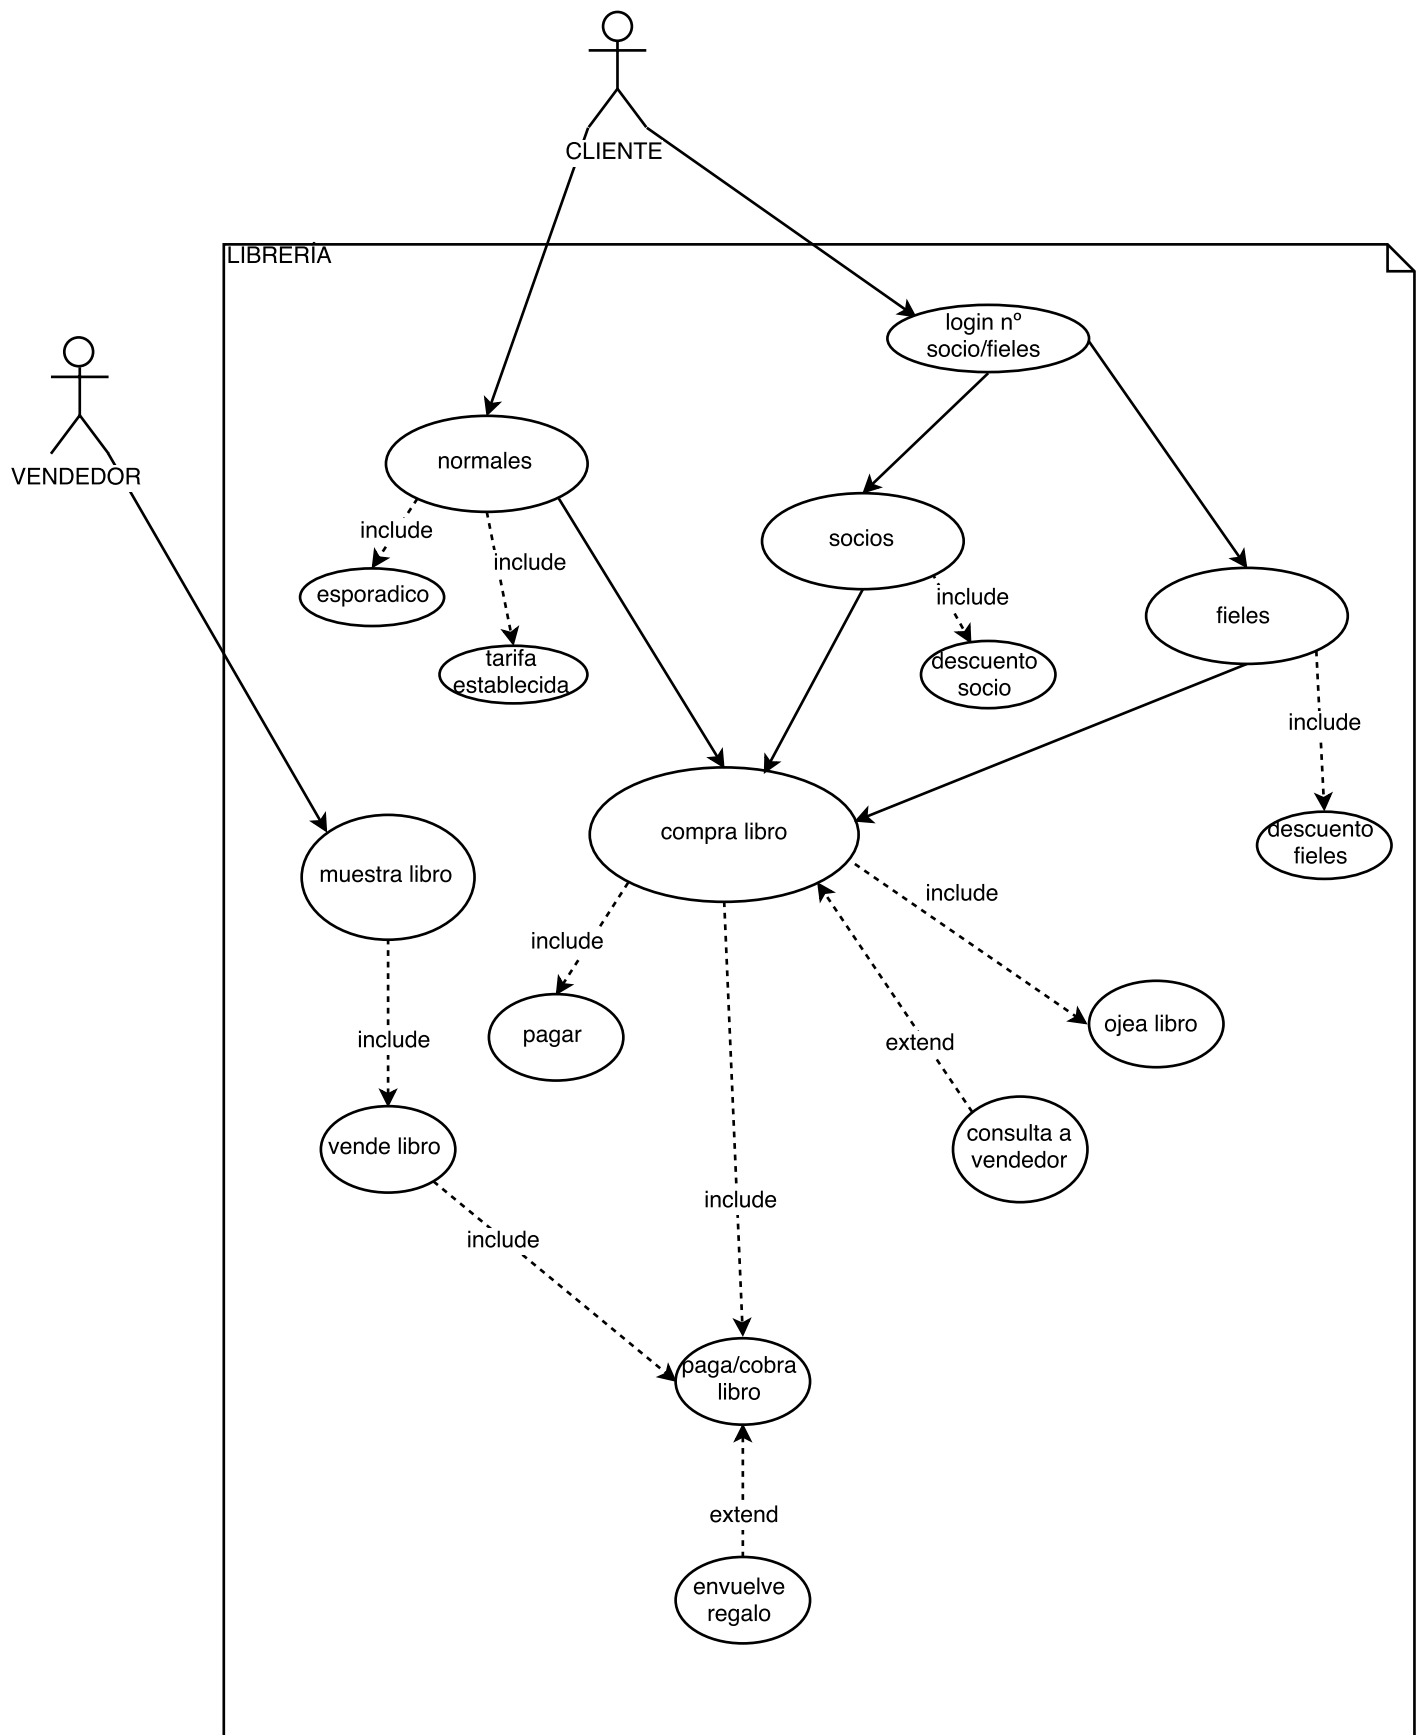 CLIENTE
LIBRERÍA
login nº
socio/fieles
VENDEDOR
normales
include
include
esporadico
tarifa
establecida
socios
include
descuento
socio
fieles
include
descuento
fieles
compra libro
muestra libro
include
include
pagar
ojea libro
extend
include
consulta a
vendedor
vende libro
include
include
paga/cobra
libro
extend
envuelve
regalo